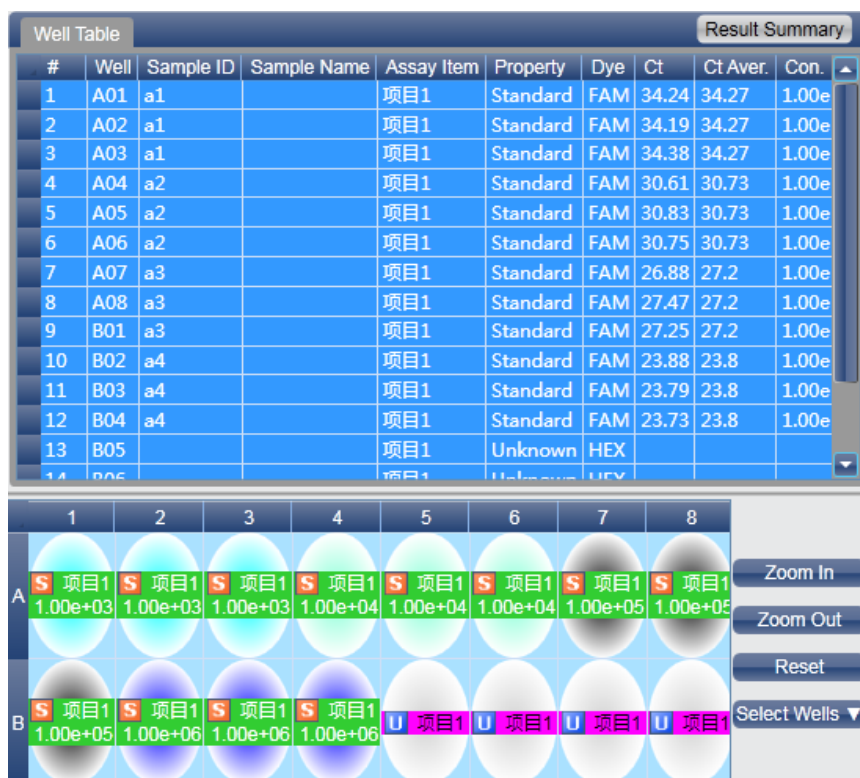 Well Table Result Summary
# Well Sample ID Sample Name Assay Item Property Dye Ct Ct Aver. Con.
1 A01 a1 项目1 Standard FAM 34.24 34.27 1.00e
2 A02 a1 项目1 Standard FAM 34.19 34.27 1.00e
3 A03 a1 项目1 Standard FAM 34.38 34.27 1.00e
4 A04 a2 项目1 Standard FAM 30.61 30.73 1.00e
5 A05 a2 项目1 Standard FAM 30.83 30.73 1.00e
6 A06 a2 项目1 Standard FAM 30.75 30.73 1.00e
7 A07 a3 项目1 Standard FAM 26.88 27.2 1.00e
8 A08 a3 项目1 Standard FAM 27.47 27.2 1.00e
9 B01 a3 项目1 Standard FAM 27.25 27.2 1.00e
10 B02 a4 项目1 Standard FAM 23.88 23.8 1.00e
11 B03 a4 项目1 Standard FAM 23.79 23.8 1.00e
12 B04 a4 项目1 Standard FAM 23.73 23.8 1.00e
13 B05 项目1 Unknown HEX
1 2 3 4 5 6 7 8
A
S 项目1 S 项目1 S 项目1 S 项目1 S 项目1 S 项目1 S 项目1 S 项目1
1.00e+03 1.00e+03 1.00e+03 1.00e+04 1.00e+04 1.00e+04 1.00e+05 1.00e+05
B
S 项目1 S 项目1 S 项目1 S 项目1 U 项目1 U 项目1 U 项目1 U 项目1
1.00e+05 1.00e+06 1.00e+06 1.00e+06
Zoom In
Zoom Out
Reset
Select Wells ▼